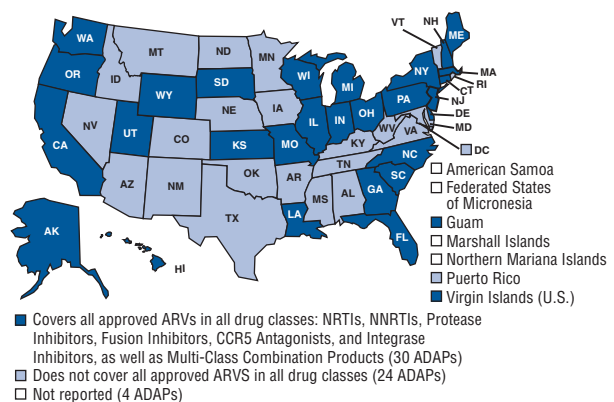 WA
OR
CA
NV
ID
MT
WY
UT
AZ
CO
NM
ND
SD
NE
KS
OK
TX
MN
IA
MO
AR
LA
WI
IL
MI
IN
OH
KY
TN
MS
AL
GA
FL
SC
NC
VA
WV
PA
NY
VT
NH
ME
MA
RI
CT
NJ
DE
MD
DC
AK
HI
American Samoa
Federated States
of Micronesia
Guam
Marshall Islands
Northern Mariana Islands
Puerto Rico
Virgin Islands (U.S.)
Covers all approved ARVs in all drug classes: NRTIs, NNRTIs, Protease
Inhibitors, Fusion Inhibitors, CCR5 Antagonists, and Integrase
Inhibitors, as well as Multi-Class Combination Products (30 ADAPs)
Does not cover all approved ARVS in all drug classes (24 ADAPs)
Not reported (4 ADAPs)